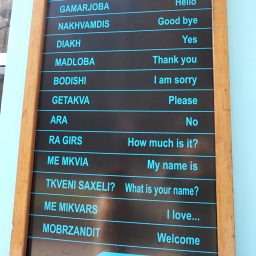 GAMARJOBA Hello
NAKHVAMDIS Good bye
DIAKH Yes
MADLOBA Thank you
BODISHI I am sorry
GETAKVA Please
ARA No
RA GIRS How much is it?
ME MKVIA My name is
TKVENI SAXELI? What is your name?
ME MIKVARS I love...
MOBRZANDIT Welcome